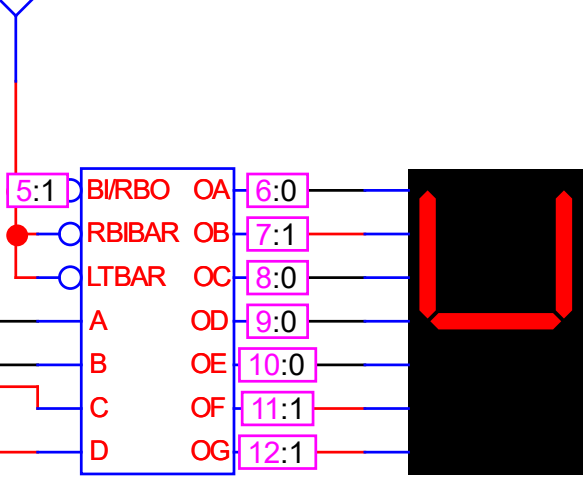 5:1 BI/RBO OA 6:0
RBIBAR OB 7:1
LTBAR OC 8:0
A OD 9:0
B OE 10:0
C OF 11:1
D OG 12:1